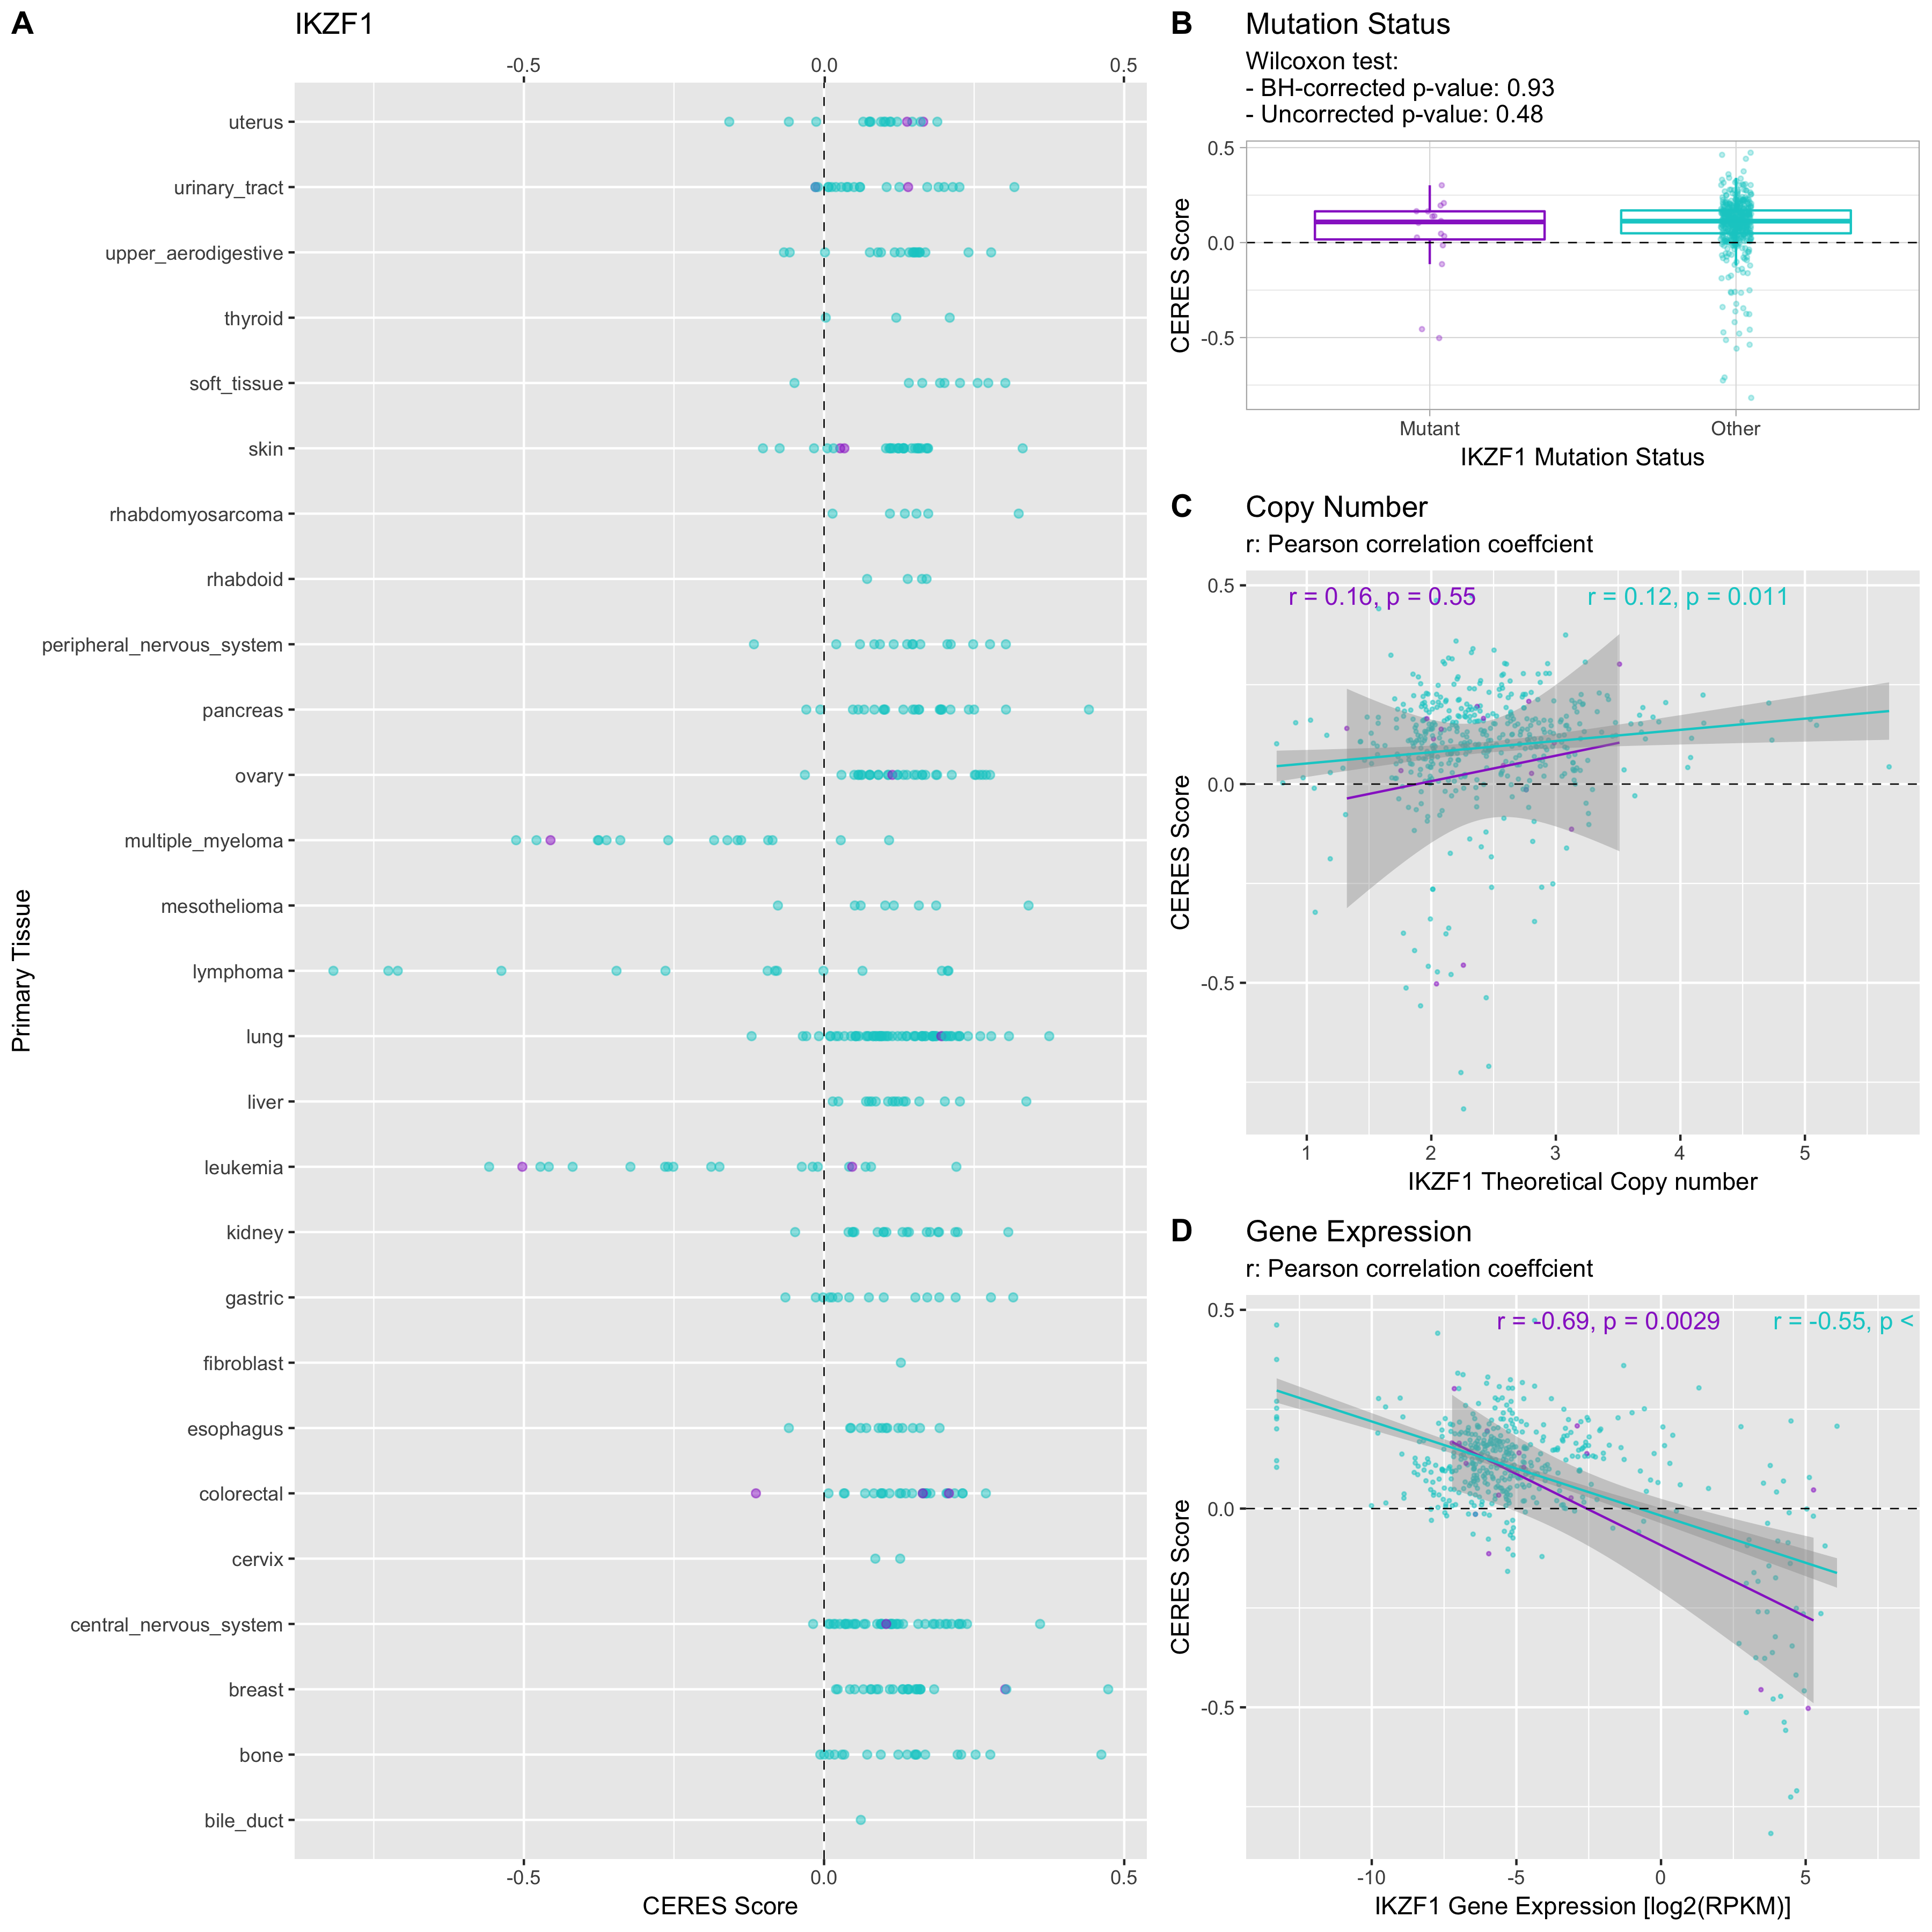 A
IKZF1
-0.5 0.0 0.5
uterus
urinary_tract
upper_aerodigestive
thyroid
soft_tissue
skin
rhabdomyosarcoma
rhabdoid
peripheral_nervous_system
pancreas
ovary
multiple_myeloma
mesothelioma
lymphoma
lung
liver
leukemia
kidney
gastric
fibroblast
esophagus
colorectal
cervix
central_nervous_system
breast
bone
bile_duct
Primary Tissue
-0.5 0.0 0.5
CERES Score
B
Mutation Status
Wilcoxon test:
- BH-corrected p-value: 0.93
- Uncorrected p-value: 0.48
0.5
0.0
-0.5
CERES Score
Mutant Other
IKZF1 Mutation Status
C
Copy Number
r: Pearson correlation coeffcient
r = 0.16, p = 0.55 r = 0.12, p = 0.011
0.5
0.0
-0.5
CERES Score
1 2 3 4 5
IKZF1 Theoretical Copy number
D
Gene Expression
r: Pearson correlation coeffcient
r = -0.69, p = 0.0029 r = -0.55, p <
0.5
0.0
-0.5
CERES Score
-10 -5 0 5
IKZF1 Gene Expression [log2(RPKM)]